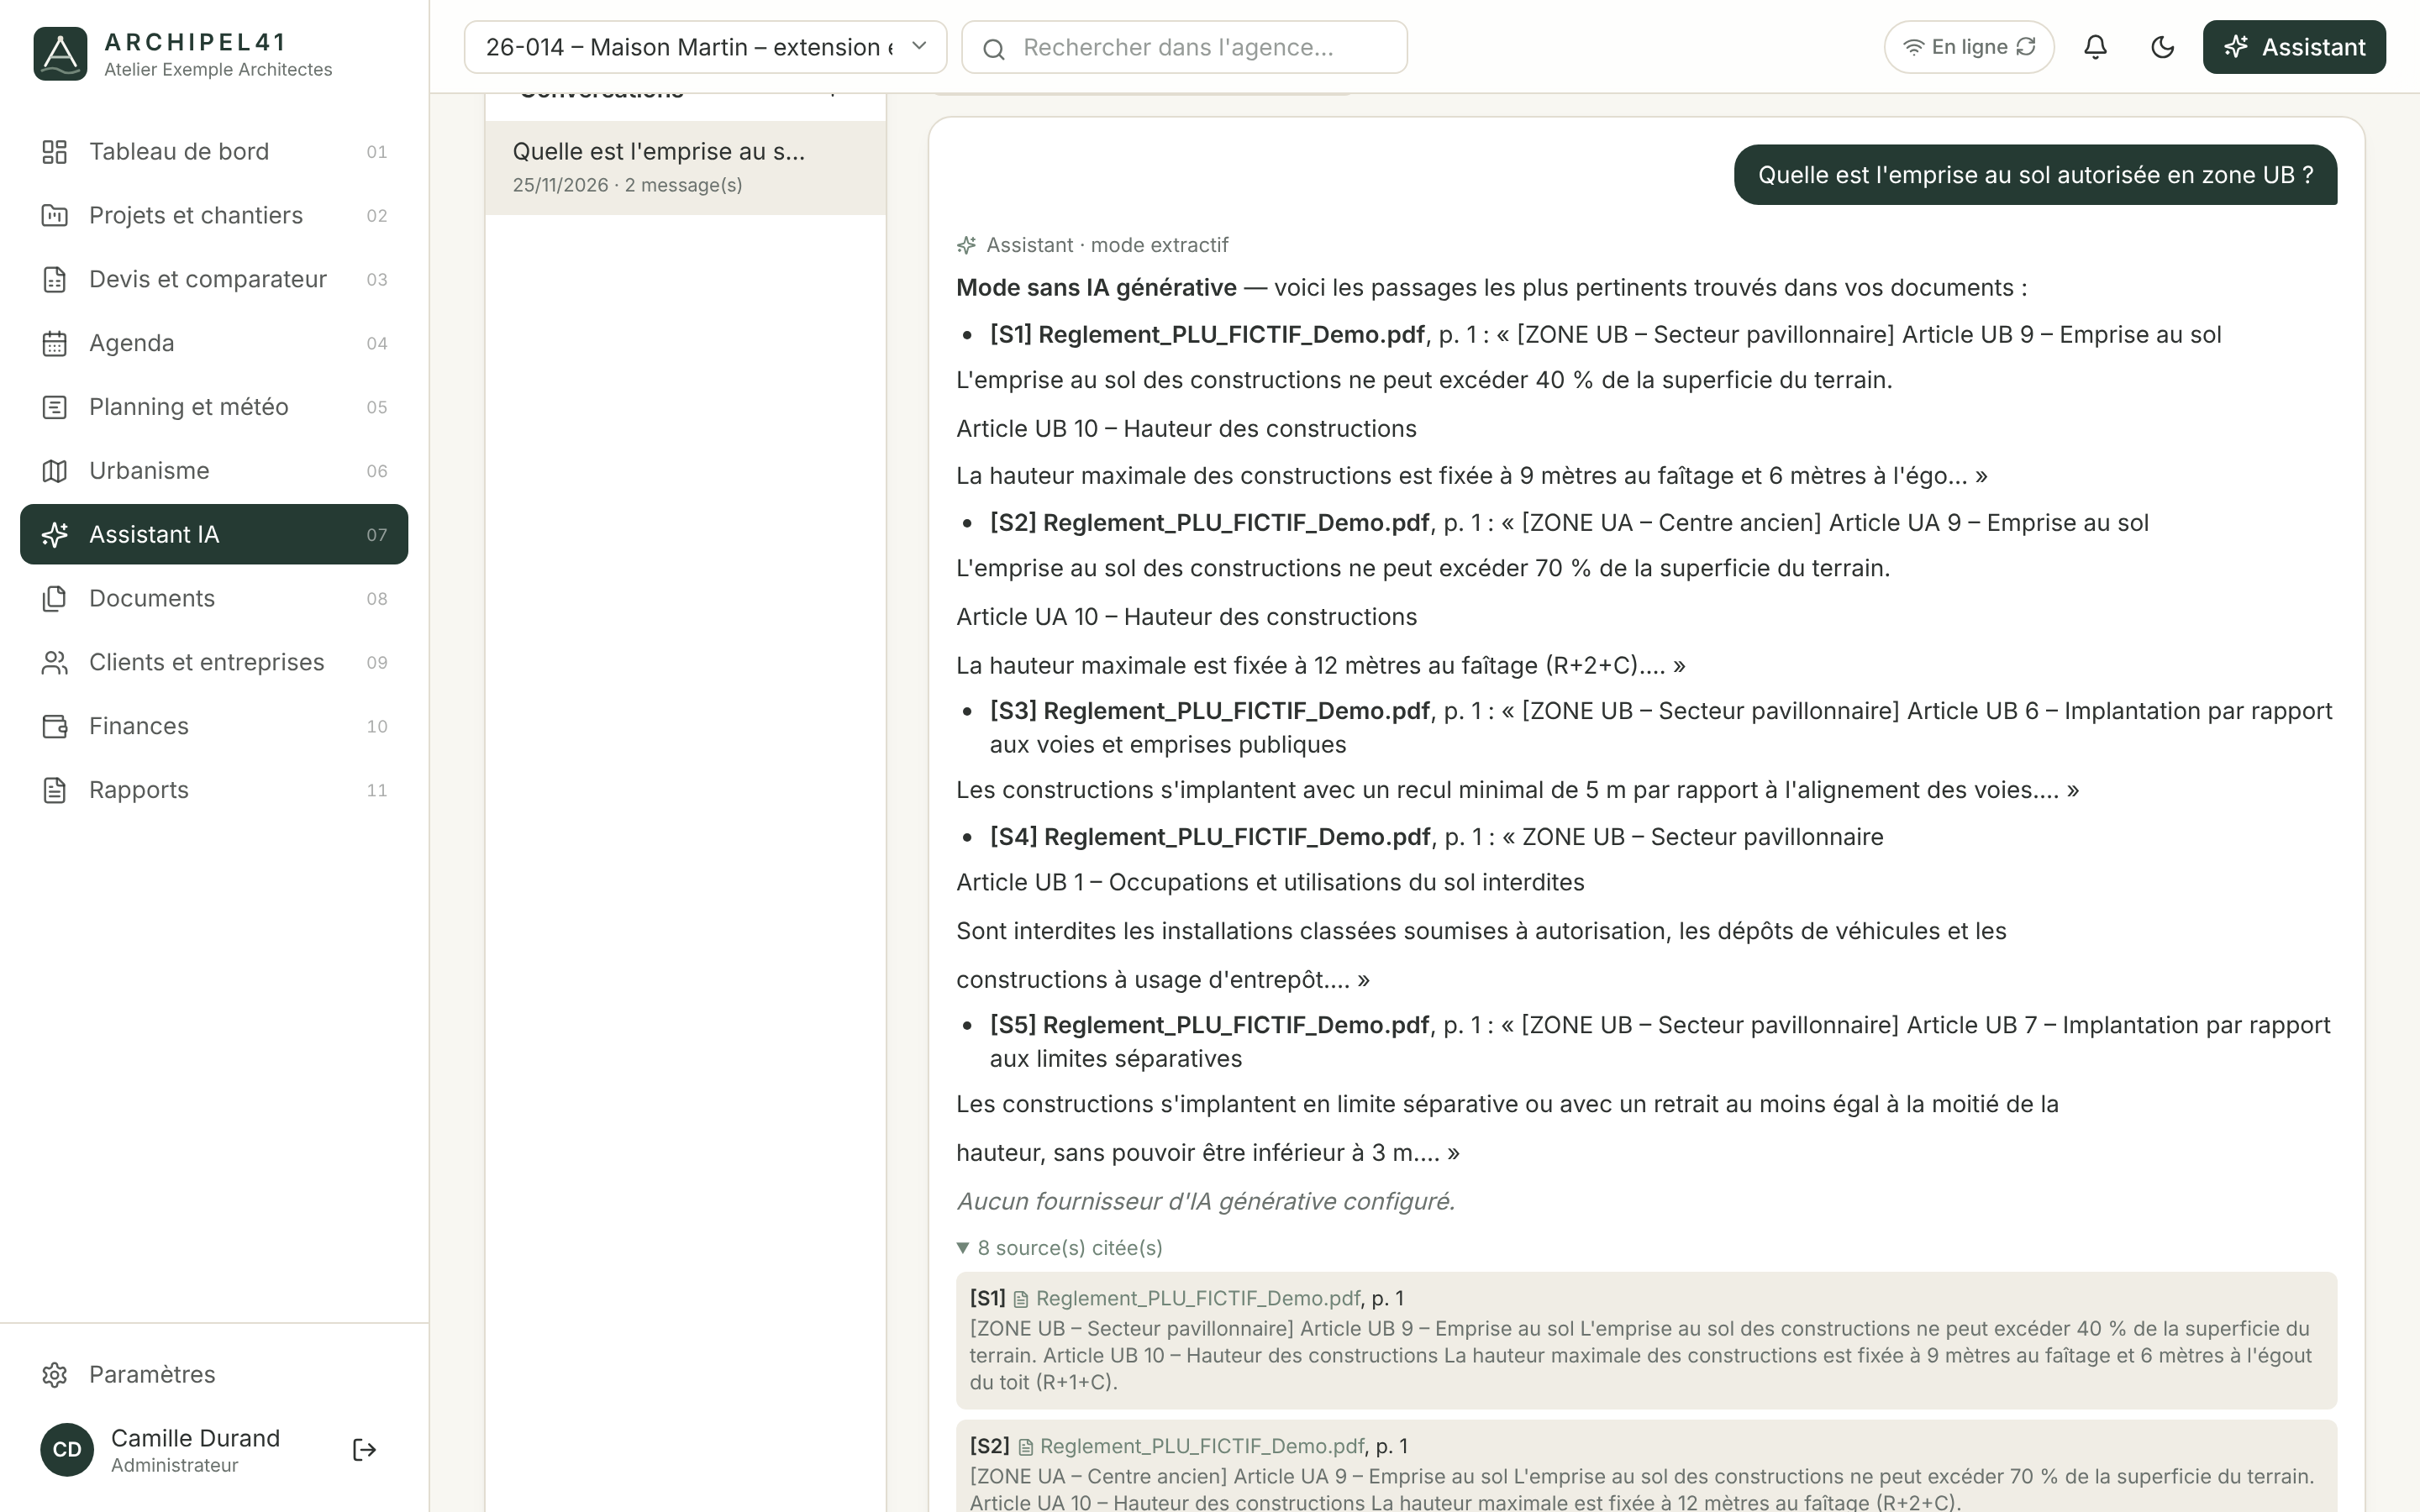 ARCHIPEL41
Atelier Exemple Architectes
Tableau de bord 01
Projets et chantiers 02
Devis et comparateur 03
Agenda 04
Planning et météo 05
Urbanisme 06
Assistant IA 07
Documents 08
Clients et entreprises 09
Finances 10
Rapports 11
Paramètres
CD
Camille Durand
Administrateur
26-014 – Maison Martin – extension
Rechercher dans l'agence...
En ligne
Assistant
Conversations
Quelle est l'emprise au s...
25/11/2026 · 2 message(s)
Quelle est l'emprise au sol autorisée en zone UB ?
Assistant · mode extractif
Mode sans IA générative — voici les passages les plus pertinents trouvés dans vos documents :
• [S1] Reglement_PLU_FICTIF_Demo.pdf, p. 1 : « [ZONE UB – Secteur pavillonnaire] Article UB 9 – Emprise au sol
L'emprise au sol des constructions ne peut excéder 40 % de la superficie du terrain.
Article UB 10 – Hauteur des constructions
La hauteur maximale des constructions est fixée à 9 mètres au faîtage et 6 mètres à l'égo... »
• [S2] Reglement_PLU_FICTIF_Demo.pdf, p. 1 : « [ZONE UA – Centre ancien] Article UA 9 – Emprise au sol
L'emprise au sol des constructions ne peut excéder 70 % de la superficie du terrain.
Article UA 10 – Hauteur des constructions
La hauteur maximale est fixée à 12 mètres au faîtage (R+2+C).... »
• [S3] Reglement_PLU_FICTIF_Demo.pdf, p. 1 : « [ZONE UB – Secteur pavillonnaire] Article UB 6 – Implantation par rapport
aux voies et emprises publiques
Les constructions s'implantent avec un recul minimal de 5 m par rapport à l'alignement des voies.... »
• [S4] Reglement_PLU_FICTIF_Demo.pdf, p. 1 : « ZONE UB – Secteur pavillonnaire
Article UB 1 – Occupations et utilisations du sol interdites
Sont interdites les installations classées soumises à autorisation, les dépôts de véhicules et les
constructions à usage d'entrepôt.... »
• [S5] Reglement_PLU_FICTIF_Demo.pdf, p. 1 : « [ZONE UB – Secteur pavillonnaire] Article UB 7 – Implantation par rapport
aux limites séparatives
Les constructions s'implantent en limite séparative ou avec un retrait au moins égal à la moitié de la
hauteur, sans pouvoir être inférieur à 3 m.... »
Aucun fournisseur d'IA générative configuré.
▼ 8 source(s) citée(s)
[S1] Reglement_PLU_FICTIF_Demo.pdf, p. 1
[ZONE UB – Secteur pavillonnaire] Article UB 9 – Emprise au sol L'emprise au sol des constructions ne peut excéder 40 % de la superficie du
terrain. Article UB 10 – Hauteur des constructions La hauteur maximale des constructions est fixée à 9 mètres au faîtage et 6 mètres à l'égout
du toit (R+1+C).
[S2] Reglement_PLU_FICTIF_Demo.pdf, p. 1
[ZONE UA – Centre ancien] Article UA 9 – Emprise au sol L'emprise au sol des constructions ne peut excéder 70 % de la superficie du terrain.
Article UA 10 – Hauteur des constructions La hauteur maximale est fixée à 12 mètres au faîtage (R+2+C).